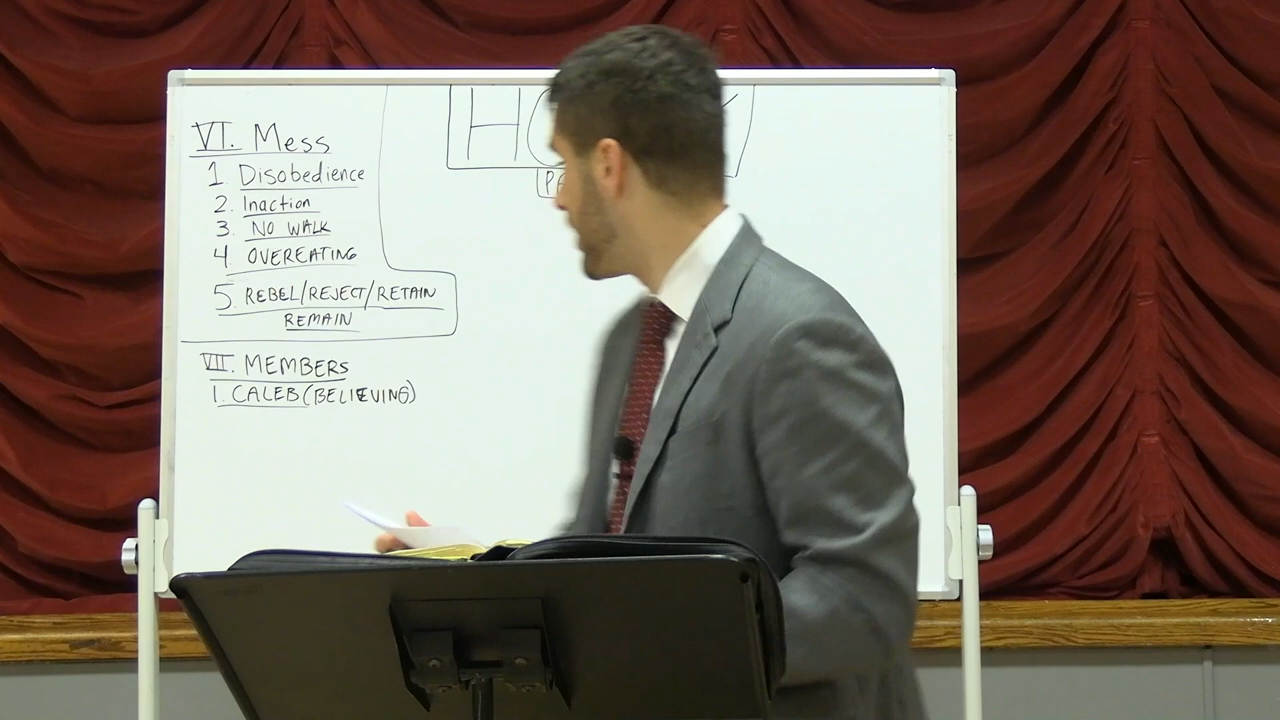 VI. Mess
1. Disobedience
2. Inaction
3. NO WALK
4 OVEREATING
5. REBEL/REJECT/RETAIN
REMAIN
VII. MEMBERS
1. CALEB (BELIEVING)